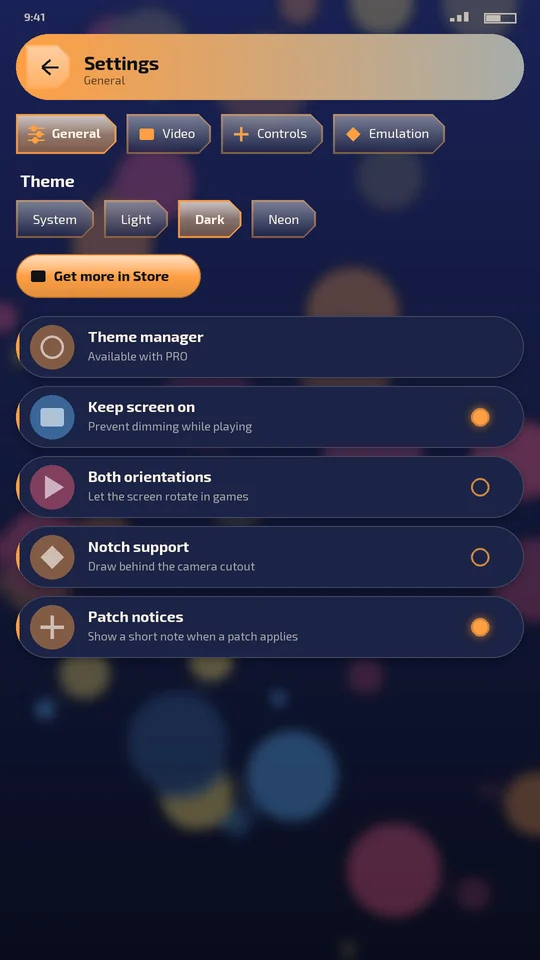 9:41
Settings
General
General
Video
Controls
Emulation
Theme
System
Light
Dark
Neon
Get more in Store
Theme manager
Available with PRO
Keep screen on
Prevent dimming while playing
Both orientations
Let the screen rotate in games
Notch support
Draw behind the camera cutout
Patch notices
Show a short note when a patch applies